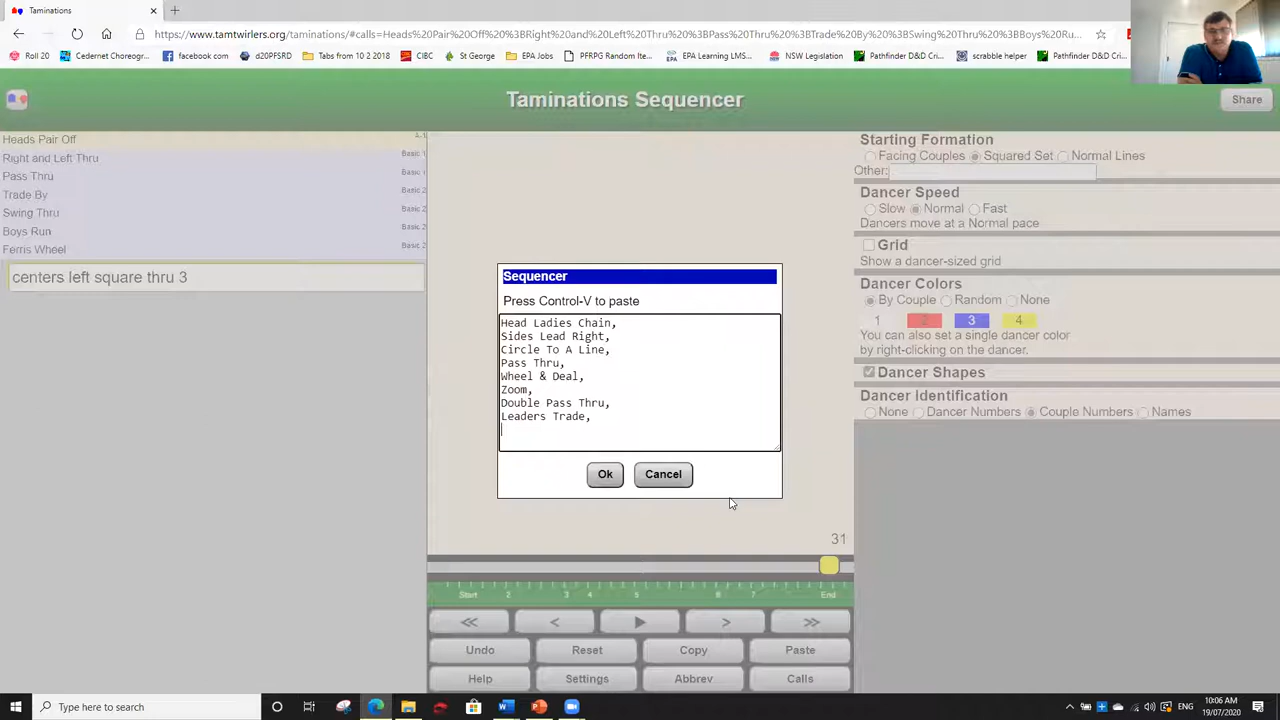 Taminations
https://www.tamtwirlers.org/taminations/#calls=Heads%20Pair%20Off%3BRight%20and%20Left%20Thru%3BPass%20Thru%3BTrade%20By%3BSwing%20Thru%3BBoys%20Ru...
Roll 20
Cedernet Choreogr...
facebook.com
d20PFSRD
Tabs from 10 2 2018
CIBC
St George
EPA Jobs
PFRPG Random Ite...
EPA Learning LMS...
NSW Legislation
Pathfinder D&D Cri...
scrabble helper
Pathfinder D&D C...
Taminations Sequencer
Share
Heads Pair Off
Right and Left Thru
Basic 1
Pass Thru
Basic 1
Trade By
Basic 2
Swing Thru
Basic 2
Boys Run
Basic 2
Ferris Wheel
Basic 2
centers left square thru 3
Sequencer
Press Control-V to paste
Head Ladies Chain,
Sides Lead Right,
Circle To A Line,
Pass Thru,
Wheel & Deal,
Zoom,
Double Pass Thru,
Leaders Trade,
Ok
Cancel
31
Start 2 3 4 5 6 7 End
<< < > >>
Undo Reset Copy Paste
Help Settings Abbrev Calls
Starting Formation
Facing Couples Squared Set Normal Lines
Other:
Dancer Speed
Slow Normal Fast
Dancers move at a Normal pace
Grid
Show a dancer-sized grid
Dancer Colors
By Couple Random None
1 2 3 4
You can also set a single dancer color
by right-clicking on the dancer.
Dancer Shapes
Dancer Identification
None Dancer Numbers Couple Numbers Names
Type here to search
10:06 AM
19/07/2020